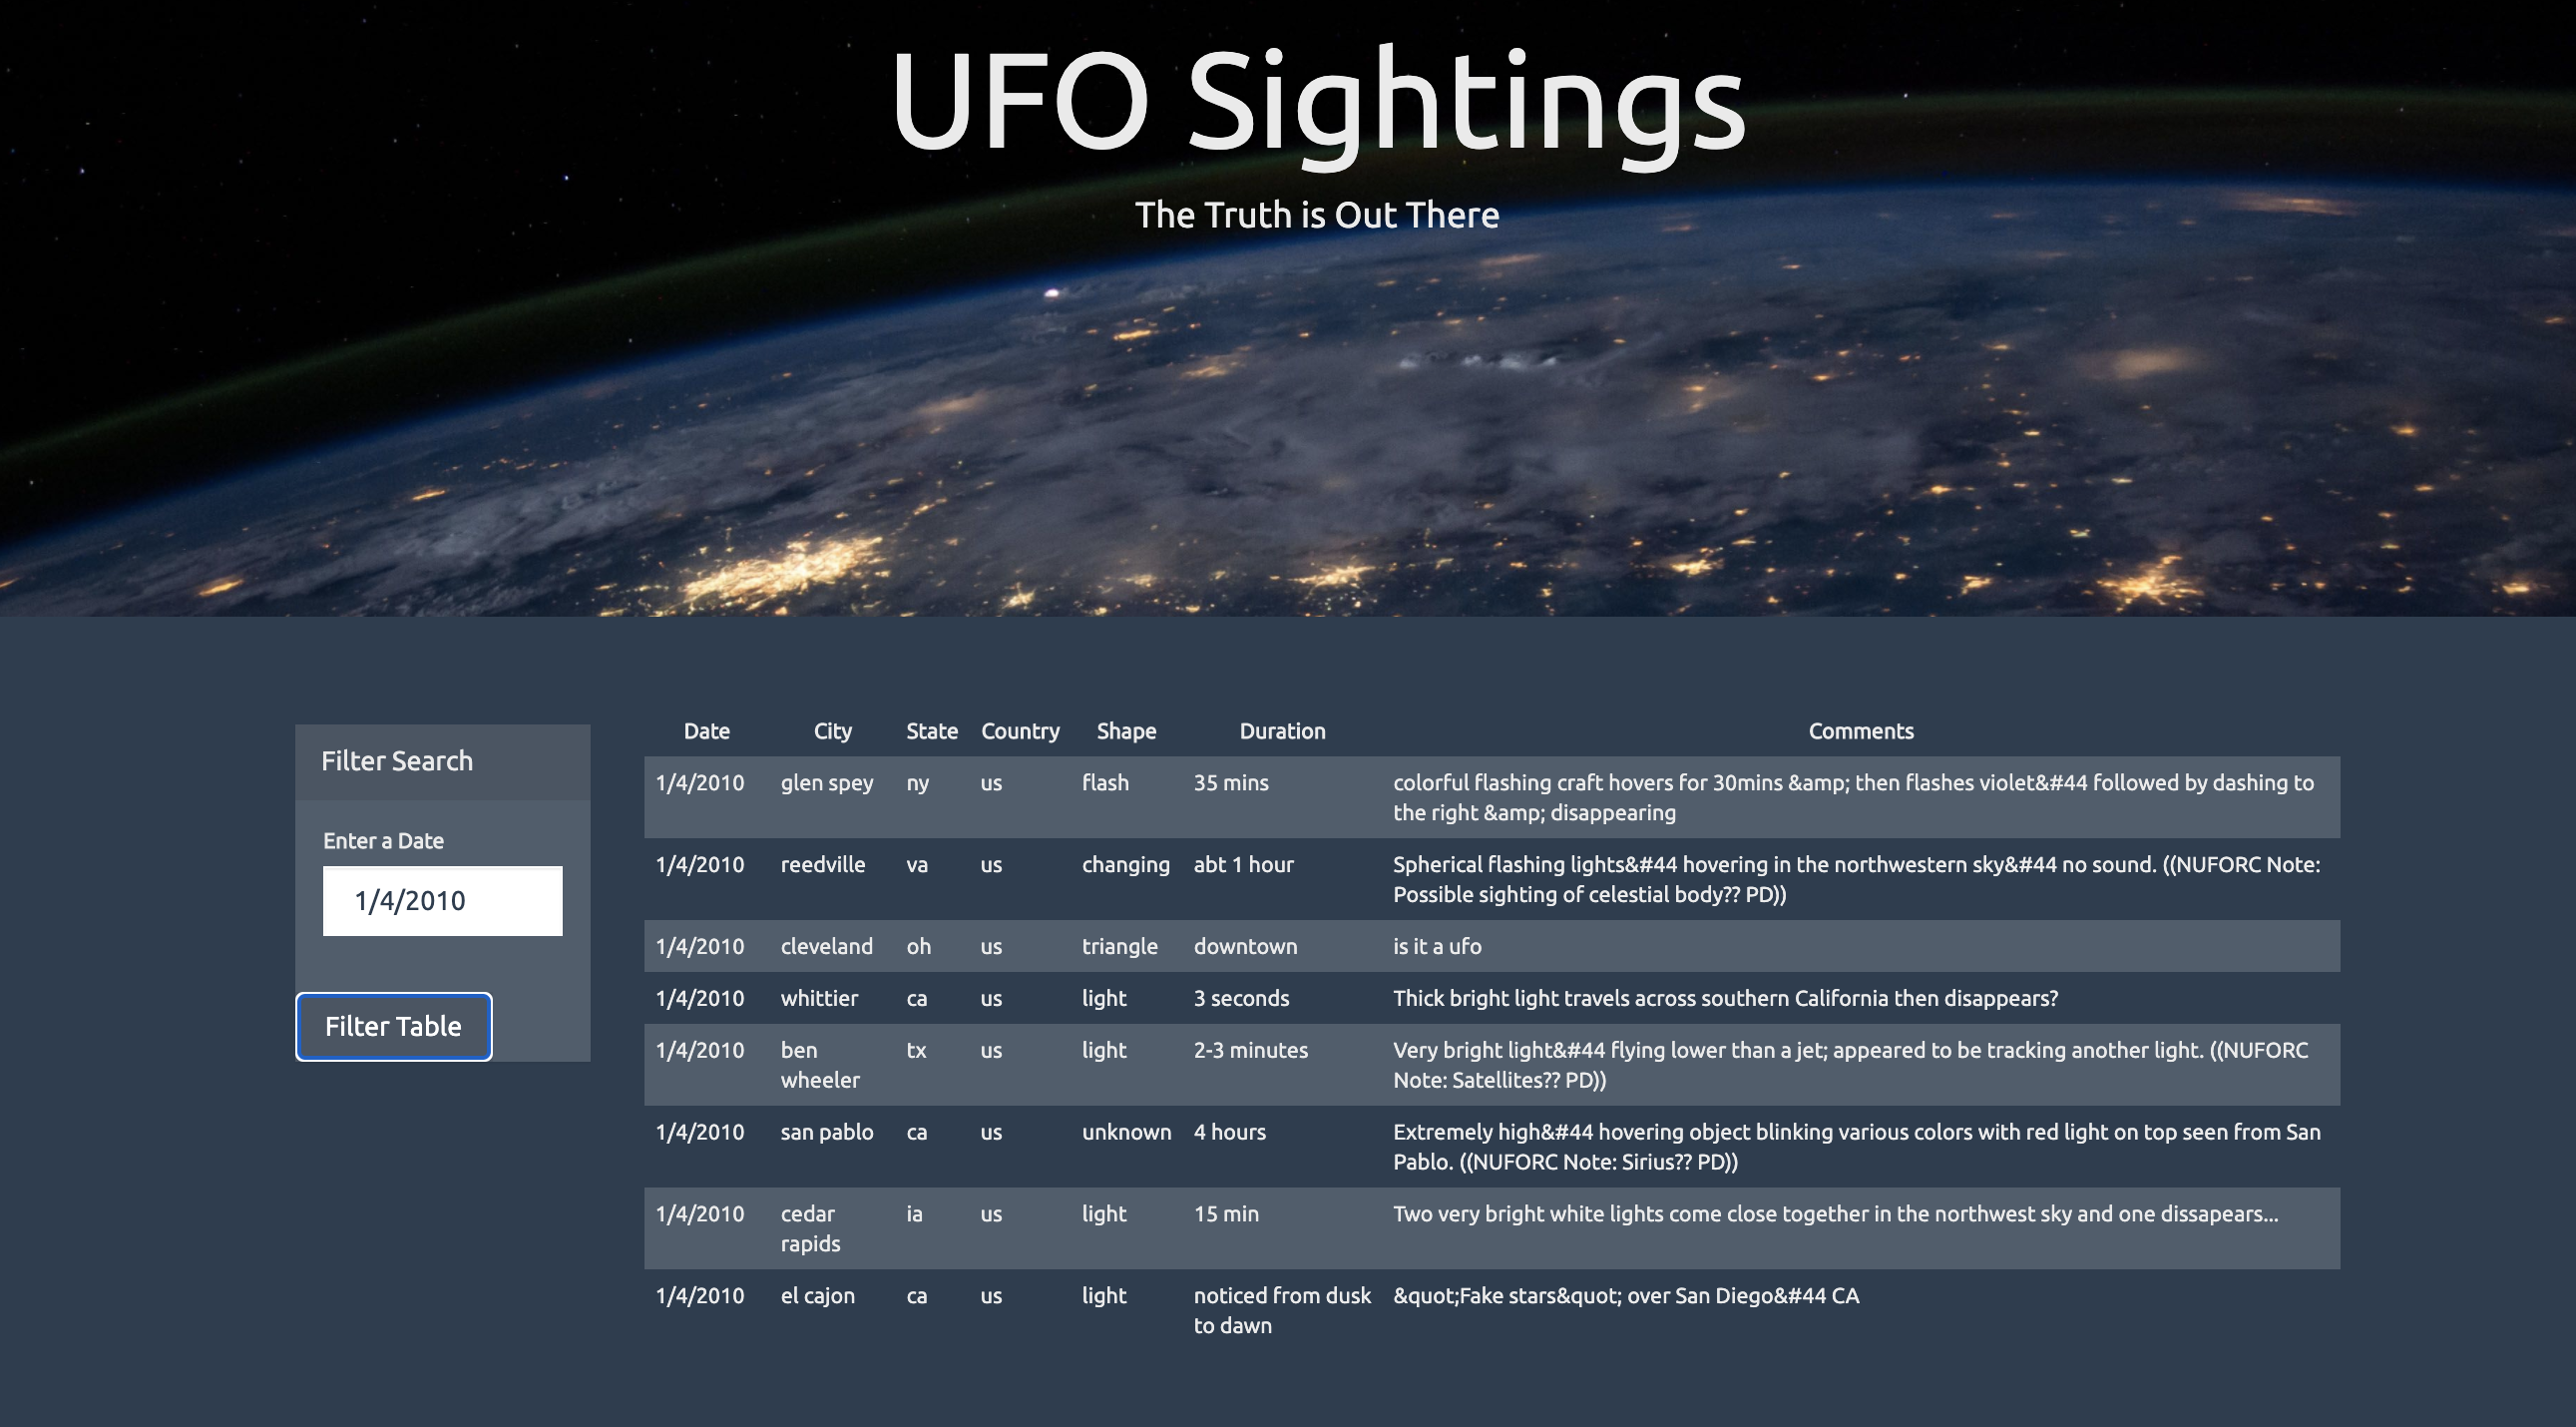 UFO Sightings
The Truth is Out There
Filter Search
Enter a Date
1/4/2010
Filter Table
Date City State Country Shape Duration Comments
1/4/2010 glen spey ny us flash 35 mins colorful flashing craft hovers for 30mins &amp; then flashes violet&#44 followed by dashing to
the right &amp; disappearing
1/4/2010 reedville va us changing abt 1 hour Spherical flashing lights&#44 hovering in the northwestern sky&#44 no sound. ((NUFORC Note:
Possible sighting of celestial body?? PD))
1/4/2010 cleveland oh us triangle downtown is it a ufo
1/4/2010 whittier ca us light 3 seconds Thick bright light travels across southern California then disappears?
1/4/2010 ben tx us light 2-3 minutes Very bright light&#44 flying lower than a jet; appeared to be tracking another light. ((NUFORC
wheeler Note: Satellites?? PD))
1/4/2010 san pablo ca us unknown 4 hours Extremely high&#44 hovering object blinking various colors with red light on top seen from San
Pablo. ((NUFORC Note: Sirius?? PD))
1/4/2010 cedar ia us light 15 min Two very bright white lights come close together in the northwest sky and one dissapears...
rapids
1/4/2010 el cajon ca us light noticed from dusk &quot;Fake stars&quot; over San Diego&#44 CA
to dawn